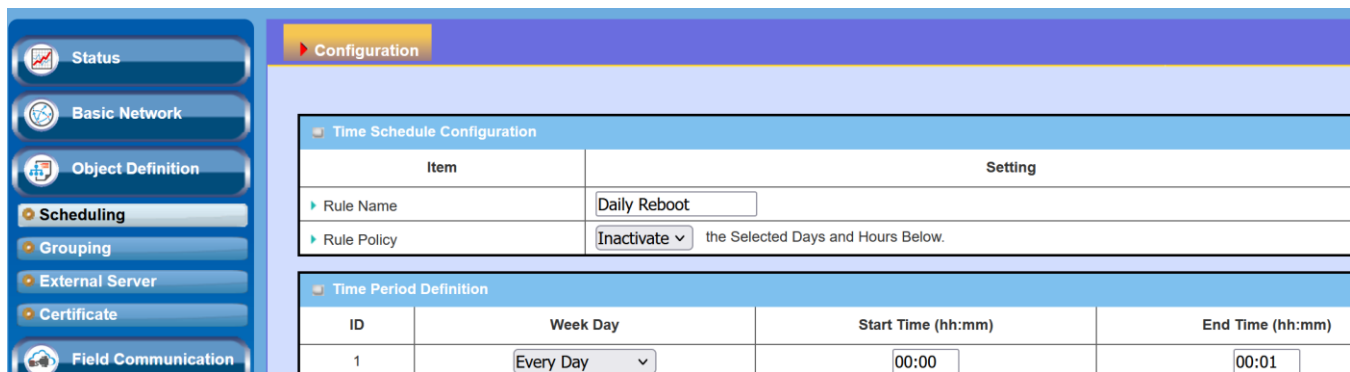 Status
Basic Network
Object Definition
Scheduling
Grouping
External Server
Certificate
Field Communication
Configuration
Time Schedule Configuration
Item Setting
Rule Name Daily Reboot
Rule Policy Inactivate the Selected Days and Hours Below.
Time Period Definition
ID Week Day Start Time (hh:mm) End Time (hh:mm)
1 Every Day 00:00 00:01